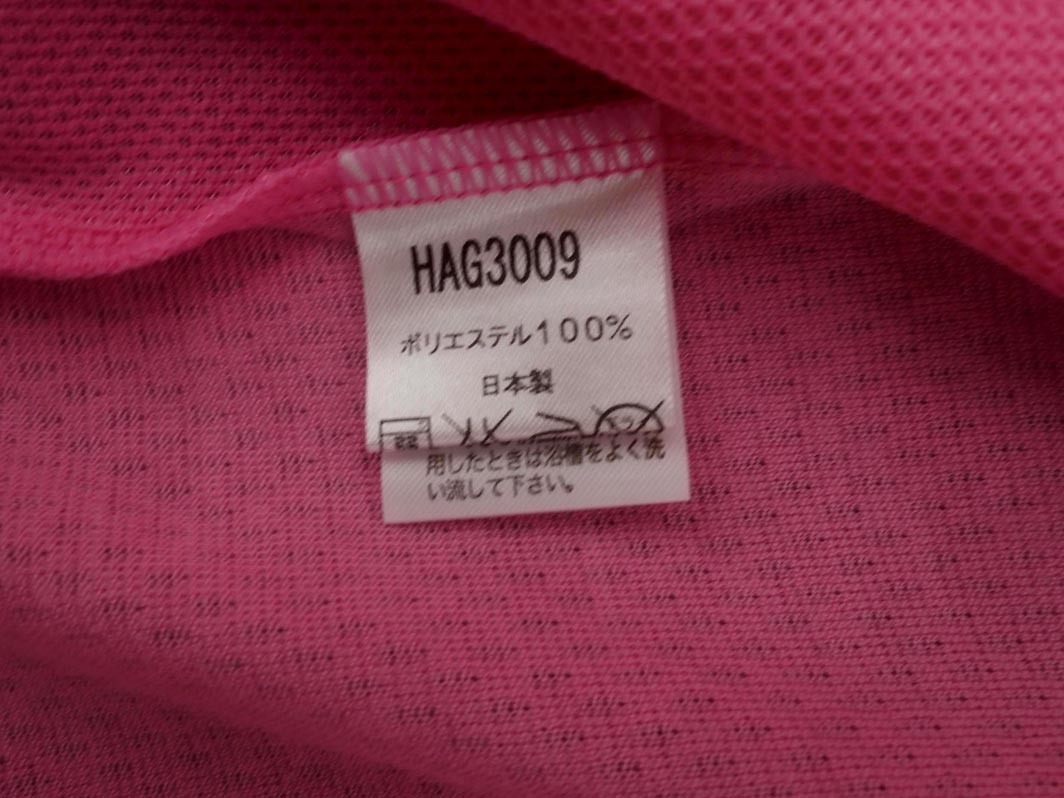 HAG3009
ポリエステル100%
日本製
用したときは浴槽をよく洗
い流して下さい。